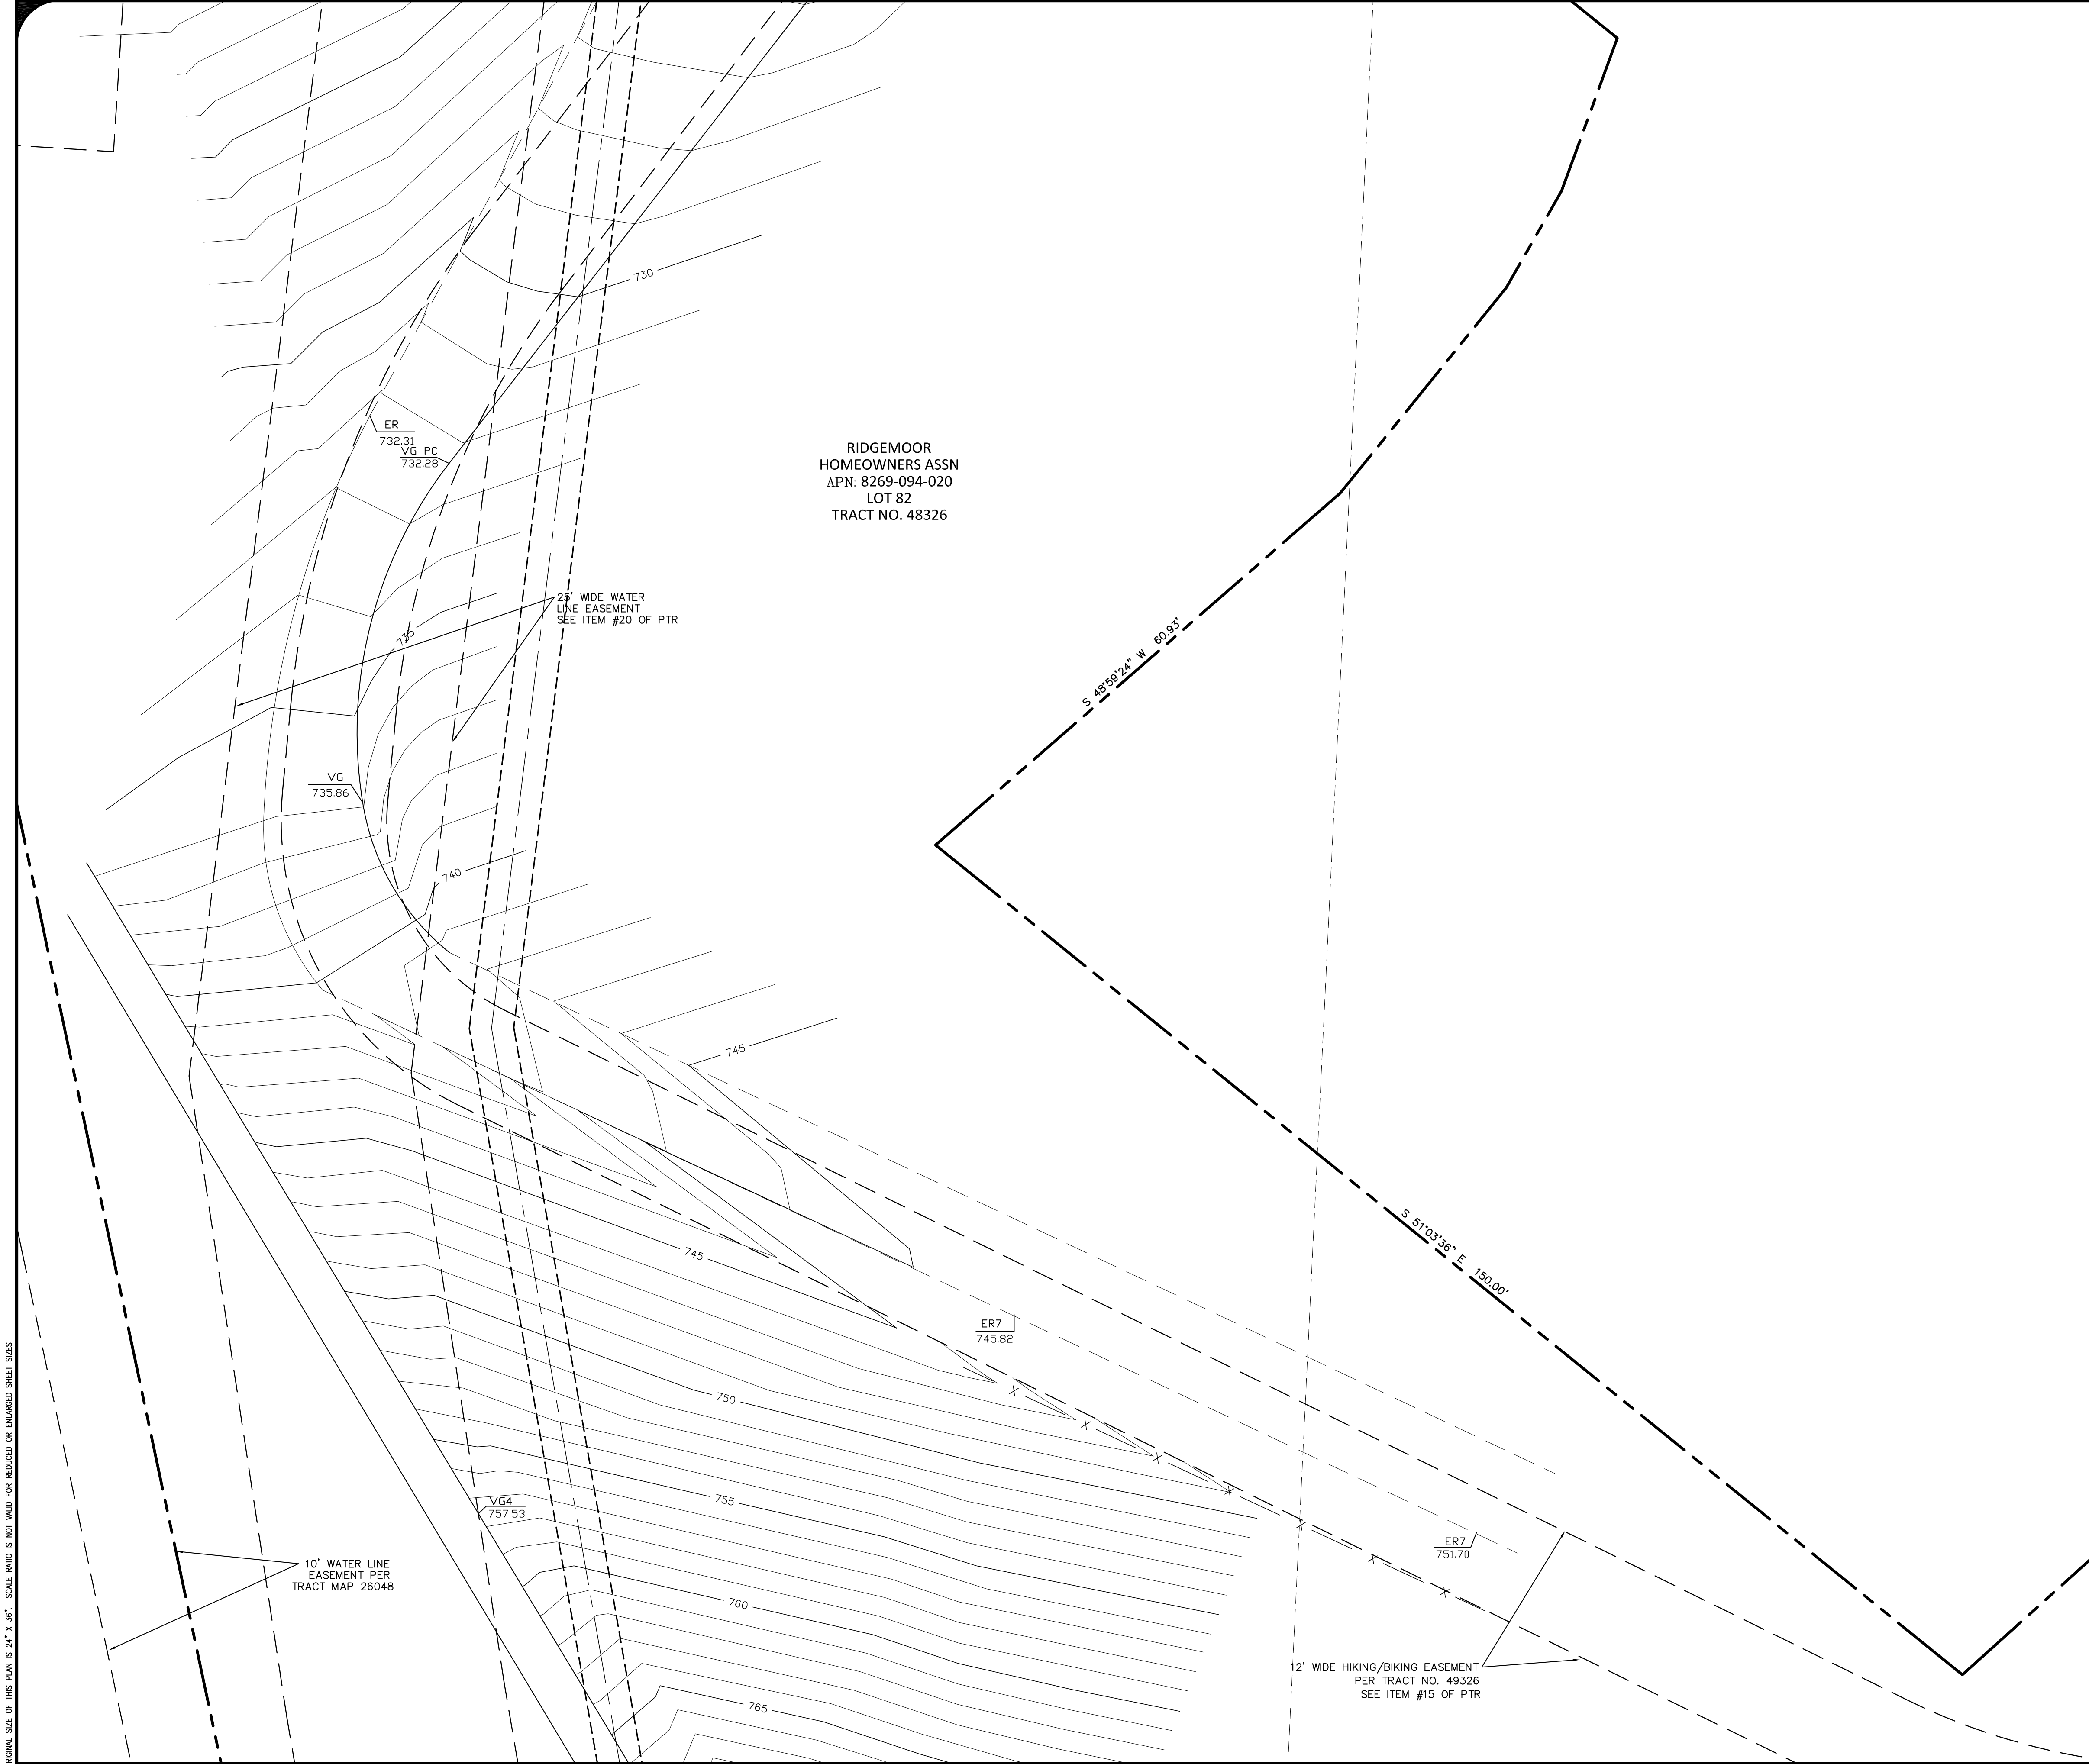 730
ER
732.31
VG PC
732.28
RIDGEMOOR
HOMEOWNERS ASSN
APN: 8269-094-020
LOT 82
TRACT NO. 48326
25' WIDE WATER
LINE EASEMENT
SEE ITEM #20 OF PTR
735
S 48°59'24" W 60.93'
VG
735.86
740
745
745
S 51°03'36" E 150.00'
ER7
745.82
750
755
VG4
757.53
ER7
751.70
10' WATER LINE
EASEMENT PER
TRACT MAP 26048
760
12' WIDE HIKING/BIKING EASEMENT
PER TRACT NO. 49326
SEE ITEM #15 OF PTR
765
RIGINAL SIZE OF THIS PLAN IS 24" X 36". SCALE RATIO IS NOT VALID FOR REDUCED OR ENLARGED SHEET SIZES